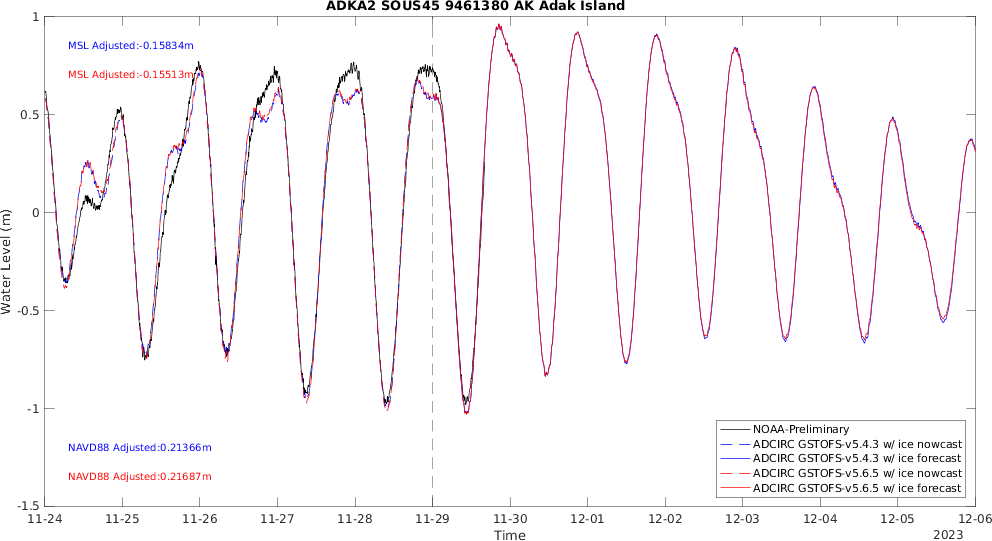 ADKA2 SOUS45 9461380 AK Adak Island
MSL Adjusted:-0.15834m
MSL Adjusted:-0.15513m
NAVD88 Adjusted:0.21366m
NAVD88 Adjusted:0.21687m
Water Level (m)
1
0.5
0
-0.5
-1
-1.5
NOAA-Preliminary
ADCIRC GSTOFS-v5.4.3 w/ ice nowcast
ADCIRC GSTOFS-v5.4.3 w/ ice forecast
ADCIRC GSTOFS-v5.6.5 w/ ice nowcast
ADCIRC GSTOFS-v5.6.5 w/ ice forecast
11-24 11-25 11-26 11-27 11-28 11-29 11-30 12-01 12-02 12-03 12-04 12-05 12-06
Time
2023